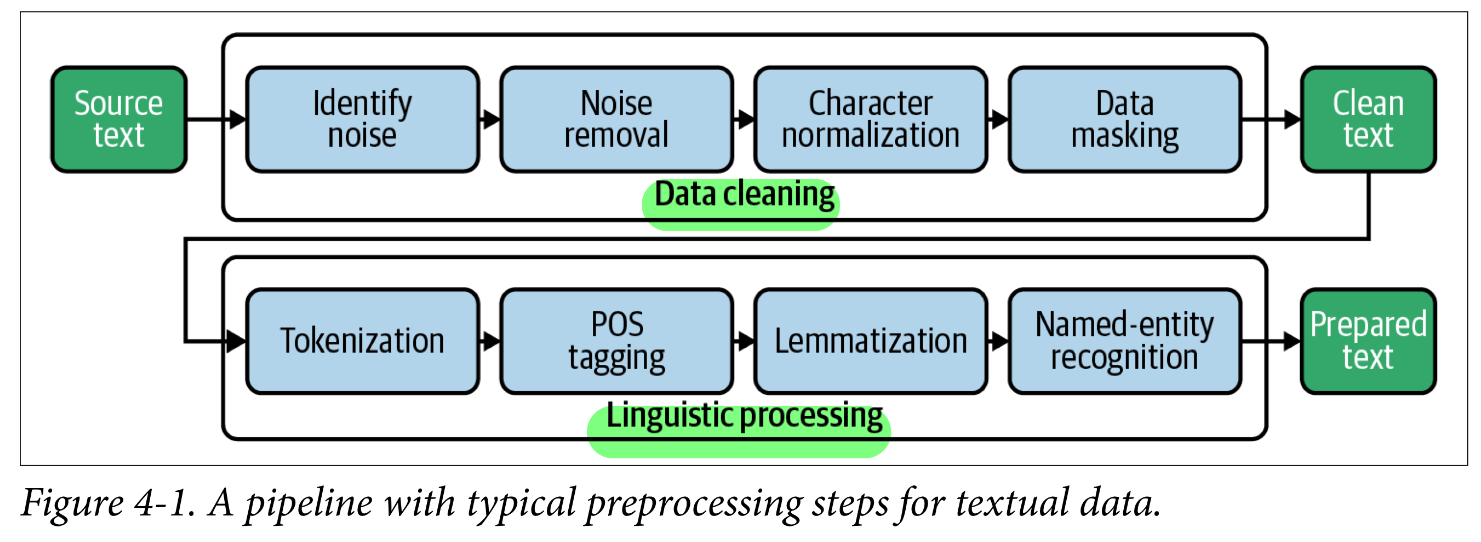 Source
text
Identify
noise
Noise
removal
Character
normalization
Data
masking
Clean
text
Data cleaning
Tokenization
POS
tagging
Lemmatization
Named-entity
recognition
Prepared
text
Linguistic processing
Figure 4-1. A pipeline with typical preprocessing steps for textual data.